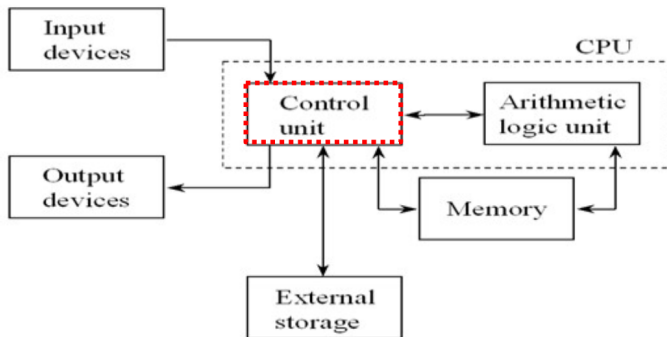 Input
devices
CPU
Control
unit
Arithmetic
logic unit
Output
devices
Memory
External
storage